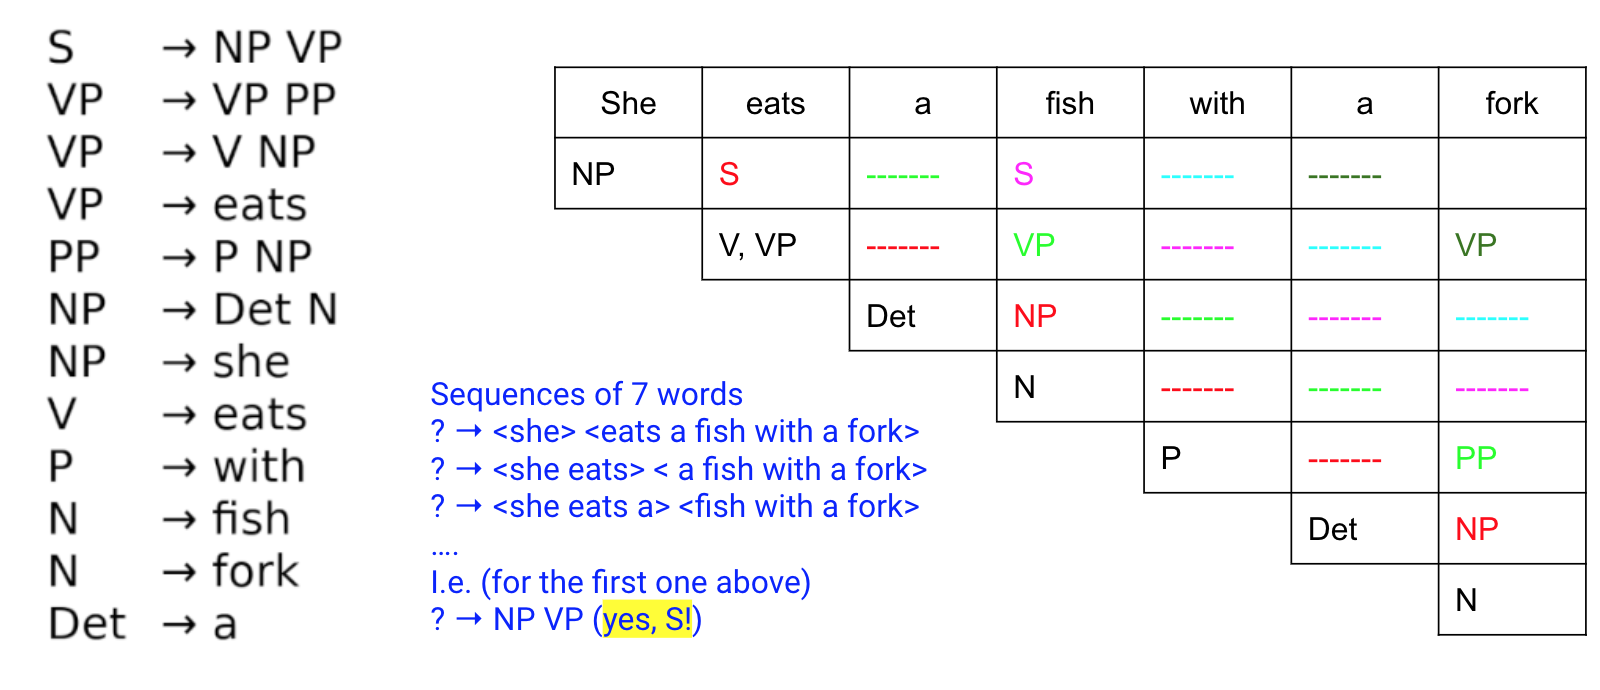 S → NP VP
VP → VP PP
VP → V NP
VP → eats
PP → P NP
NP → Det N
NP → she
V → eats
P → with
N → fish
N → fork
Det → a
She eats a fish with a fork
NP S ------- S ------- -------
V, VP ------- VP ------- ------- VP
Det NP ------- ------- -------
N ------- ------- -------
P ------- PP
Det NP
N
Sequences of 7 words
? → <she> <eats a fish with a fork>
? → <she eats> < a fish with a fork>
? → <she eats a> <fish with a fork>
....
I.e. (for the first one above)
? → NP VP (yes, S!)